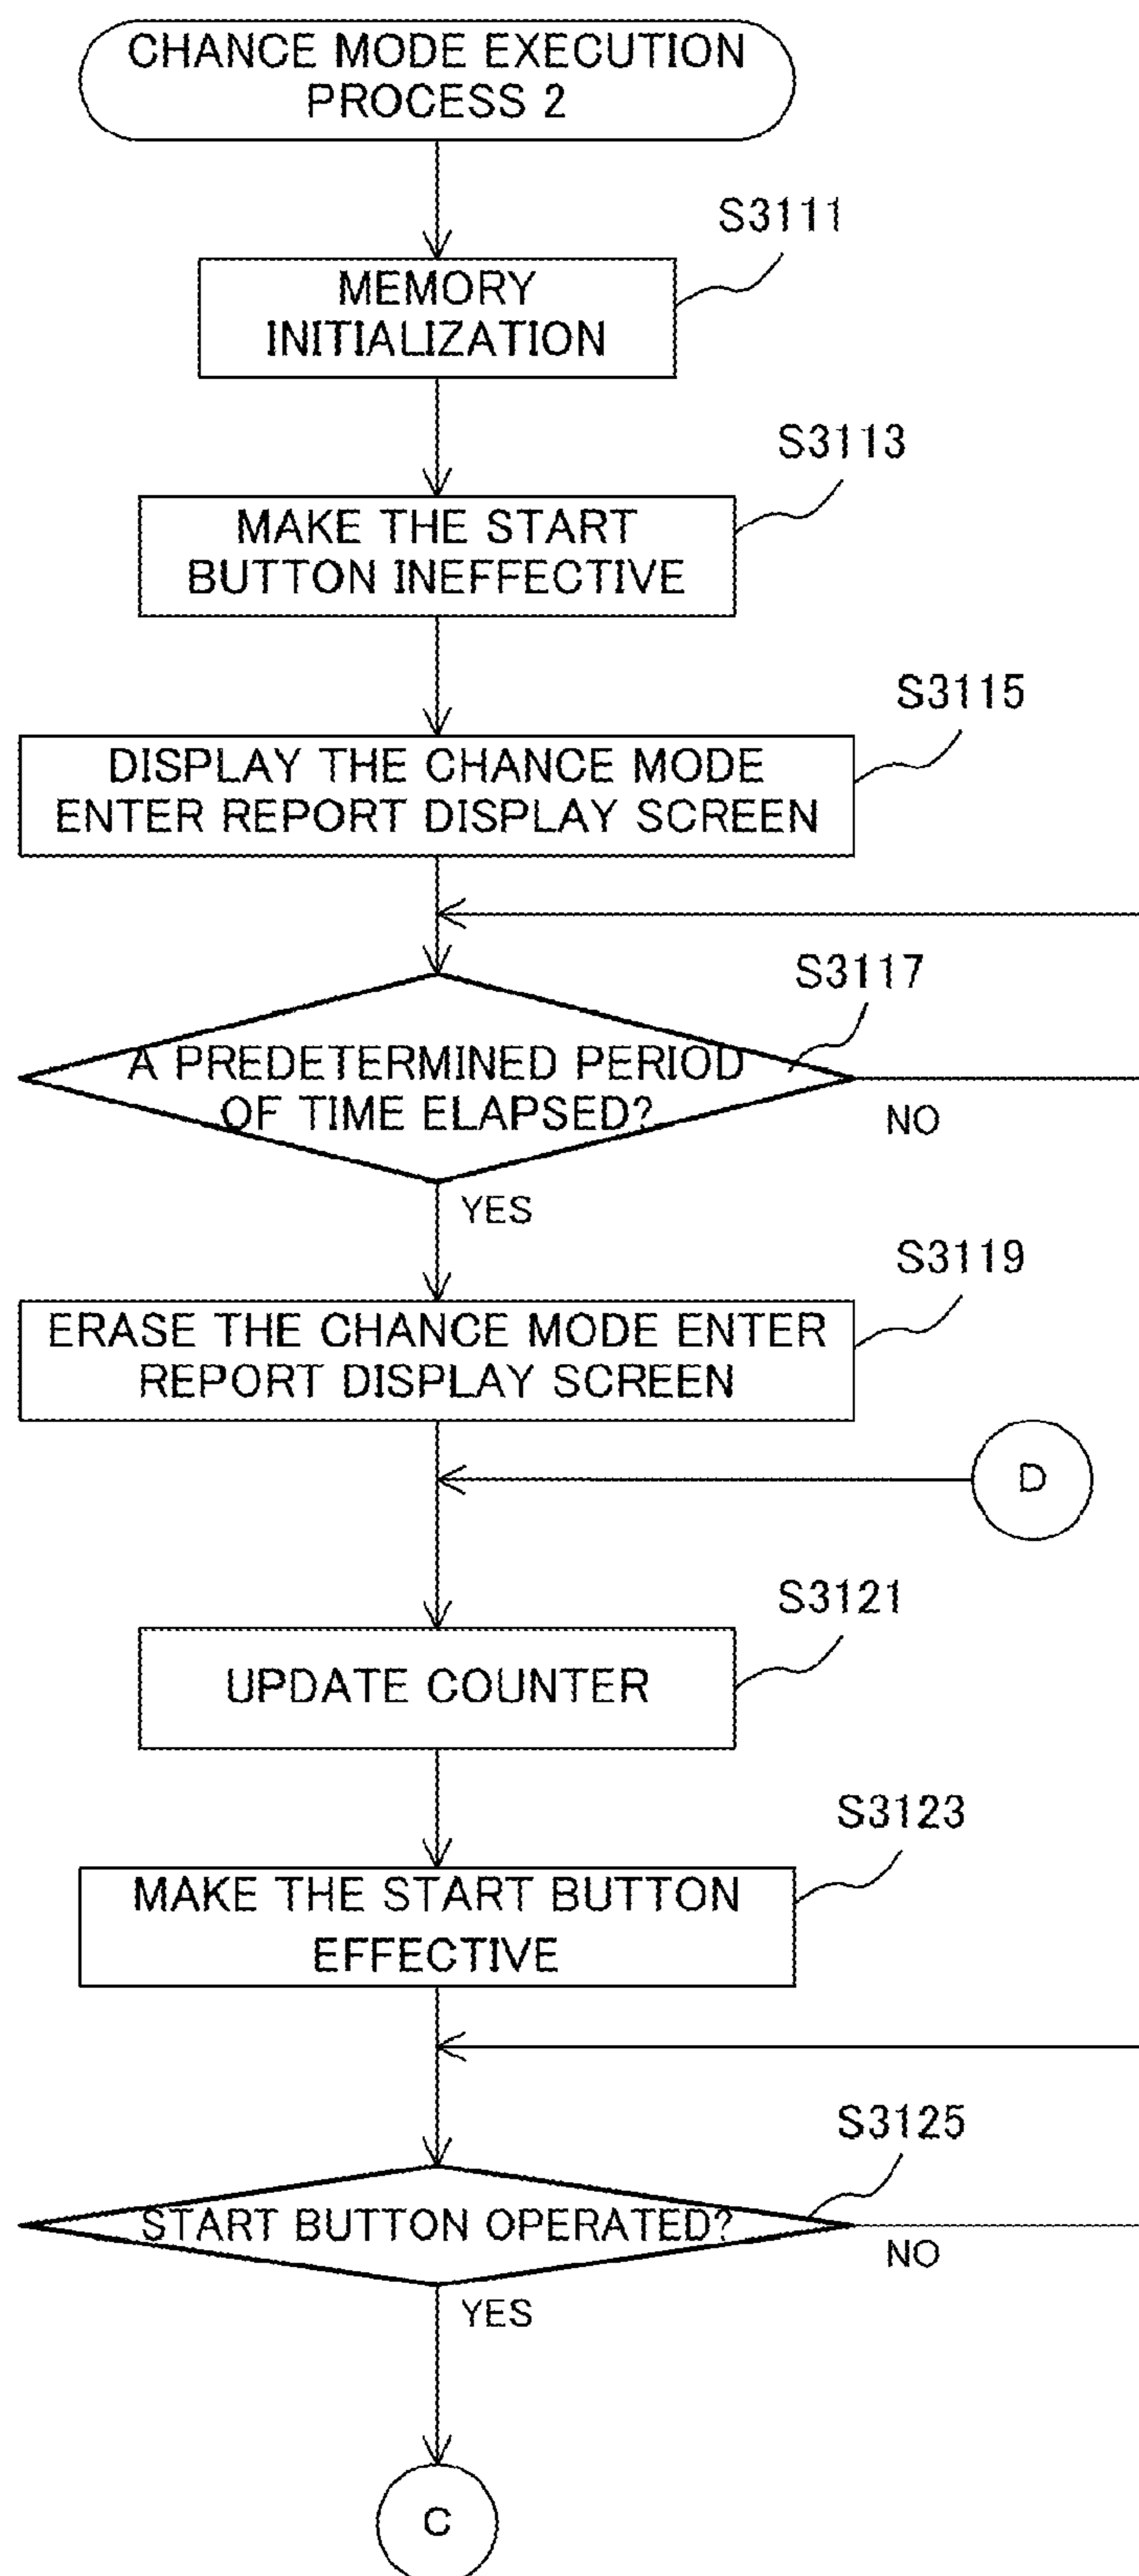 CHANCE MODE EXECUTION
PROCESS 2
S3111
MEMORY
INITIALIZATION
S3113
MAKE THE START
BUTTON INEFFECTIVE
S3115
DISPLAY THE CHANCE MODE
ENTER REPORT DISPLAY SCREEN
S3117
A PREDETERMINED PERIOD
OF TIME ELAPSED?
NO
YES
S3119
ERASE THE CHANCE MODE ENTER
REPORT DISPLAY SCREEN
D
S3121
UPDATE COUNTER
S3123
MAKE THE START BUTTON
EFFECTIVE
S3125
START BUTTON OPERATED?
NO
YES
C